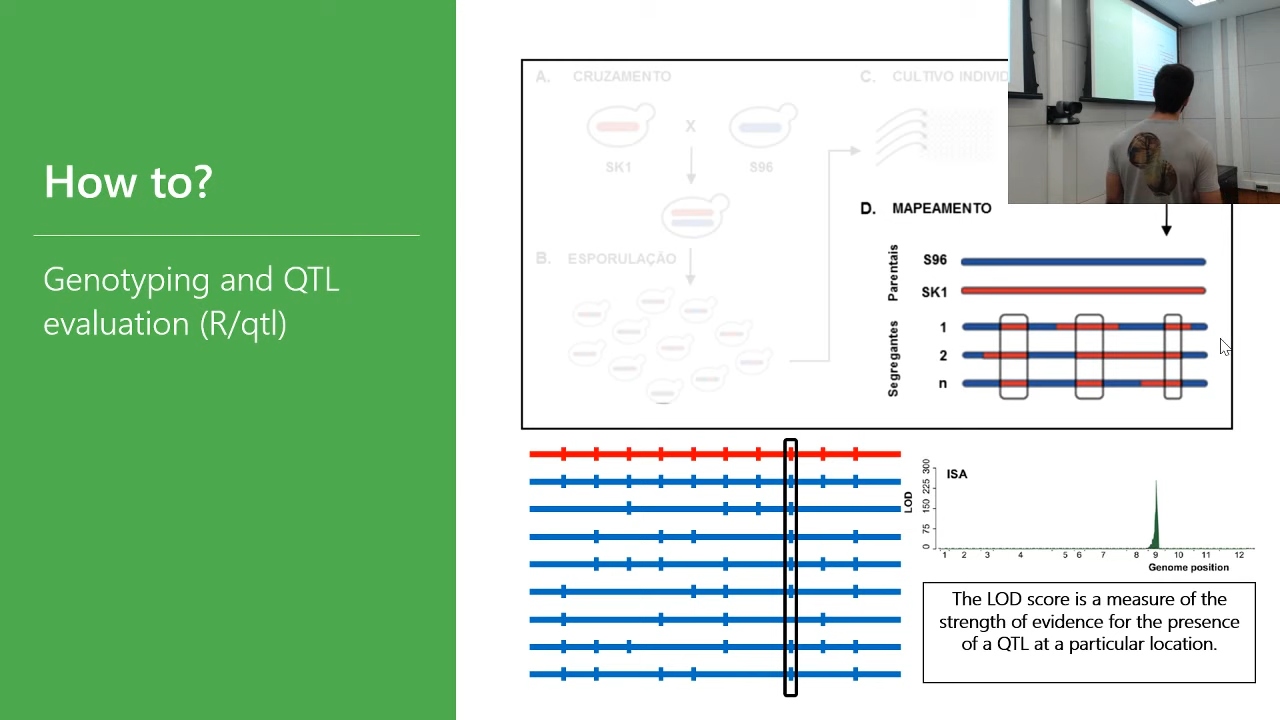 How to?
Genotyping and QTL
evaluation (R/qtl)
A. CRUZAMENTO
X
SK1
S96
B. ESPORULAÇÃO
C. CULTIVO INDIVID
D. MAPEAMENTO
Parentais
S96
SK1
Segregantes
1
2
n
ISA
LOD
300
225
150
75
0
1 2 3 4 5 6 7 8 9 10 11 12
Genome position
The LOD score is a measure of the
strength of evidence for the presence
of a QTL at a particular location.